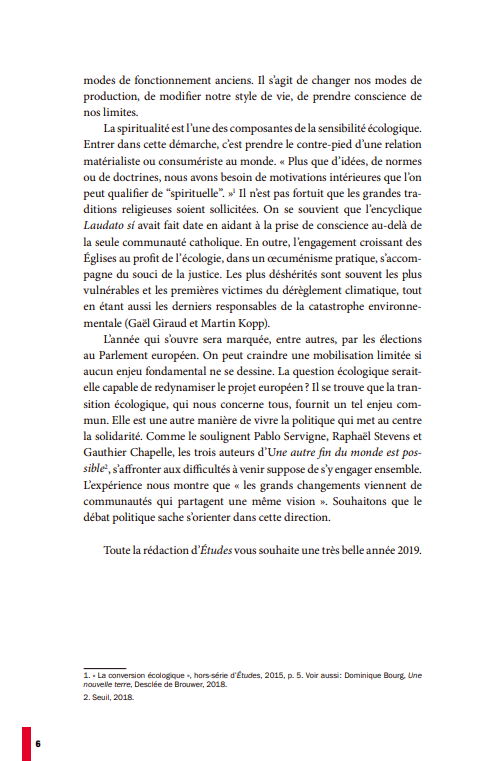 modes de fonctionnement anciens. Il s'agit de changer nos modes de
production, de modifier notre style de vie, de prendre conscience de
nos limites.
La spiritualité est l'une des composantes de la sensibilité écologique.
Entrer dans cette démarche, c'est prendre le contre-pied d'une relation
matérialiste ou consumériste au monde. « Plus que d'idées, de normes
ou de doctrines, nous avons besoin de motivations intérieures que l'on
peut qualifier de "spirituelle". »¹ Il n'est pas fortuit que les grandes tra-
ditions religieuses soient sollicitées. On se souvient que l'encyclique
Laudato si avait fait date en aidant à la prise de conscience au-delà de
la seule communauté catholique. En outre, l'engagement croissant des
Églises au profit de l'écologie, dans un œcuménisme pratique, s'accom-
pagne du souci de la justice. Les plus déshérités sont souvent les plus
vulnérables et les premières victimes du dérèglement climatique, tout
en étant aussi les derniers responsables de la catastrophe environne-
mentale (Gaël Giraud et Martin Kopp).
L'année qui s'ouvre sera marquée, entre autres, par les élections
au Parlement européen. On peut craindre une mobilisation limitée si
aucun enjeu fondamental ne se dessine. La question écologique serait-
elle capable de redynamiser le projet européen ? Il se trouve que la tran-
sition écologique, qui nous concerne tous, fournit un tel enjeu com-
mun. Elle est une autre manière de vivre la politique qui met au centre
la solidarité. Comme le soulignent Pablo Servigne, Raphaël Stevens et
Gauthier Chapelle, les trois auteurs d'Une autre fin du monde est pos-
sible², s'affronter aux difficultés à venir suppose de s'y engager ensemble.
L'expérience nous montre que « les grands changements viennent de
communautés qui partagent une même vision ». Souhaitons que le
débat politique sache s'orienter dans cette direction.
Toute la rédaction d'Études vous souhaite une très belle année 2019.
1. « La conversion écologique », hors-série d'Études, 2015, p. 5. Voir aussi : Dominique Bourg, Une
nouvelle terre, Desclée de Brouwer, 2018.
2. Seuil, 2018.
6